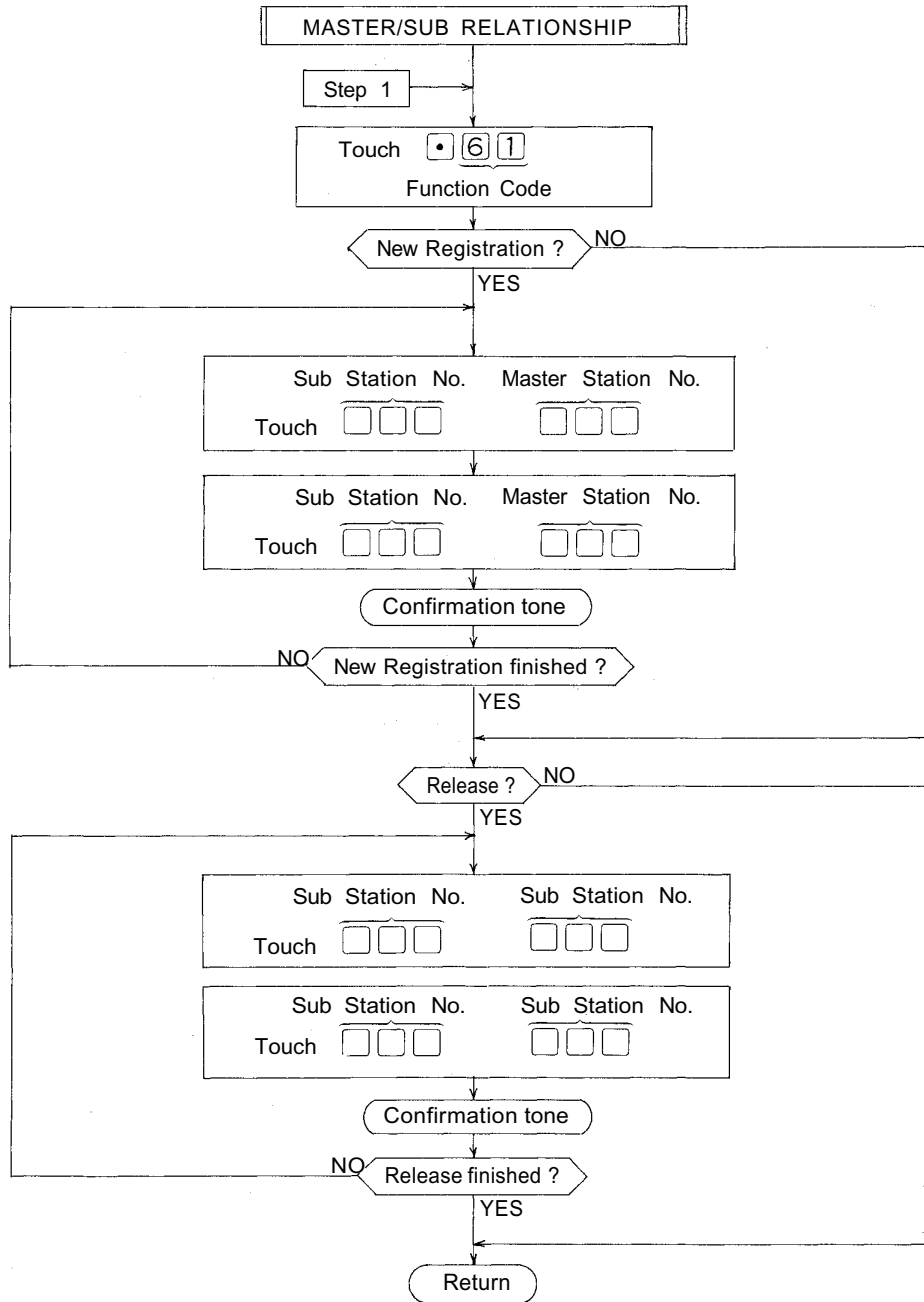 MASTER/SUB RELATIONSHIP
Step 1
Touch • 6 1
Function Code
New Registration ? NO
YES
Sub Station No. Master Station No.
Touch
Sub Station No. Master Station No.
Touch
Confirmation tone
NO New Registration finished ?
YES
Release ? NO
YES
Sub Station No. Sub Station No.
Touch
Sub Station No. Sub Station No.
Touch
Confirmation tone
NO Release finished ?
YES
Return